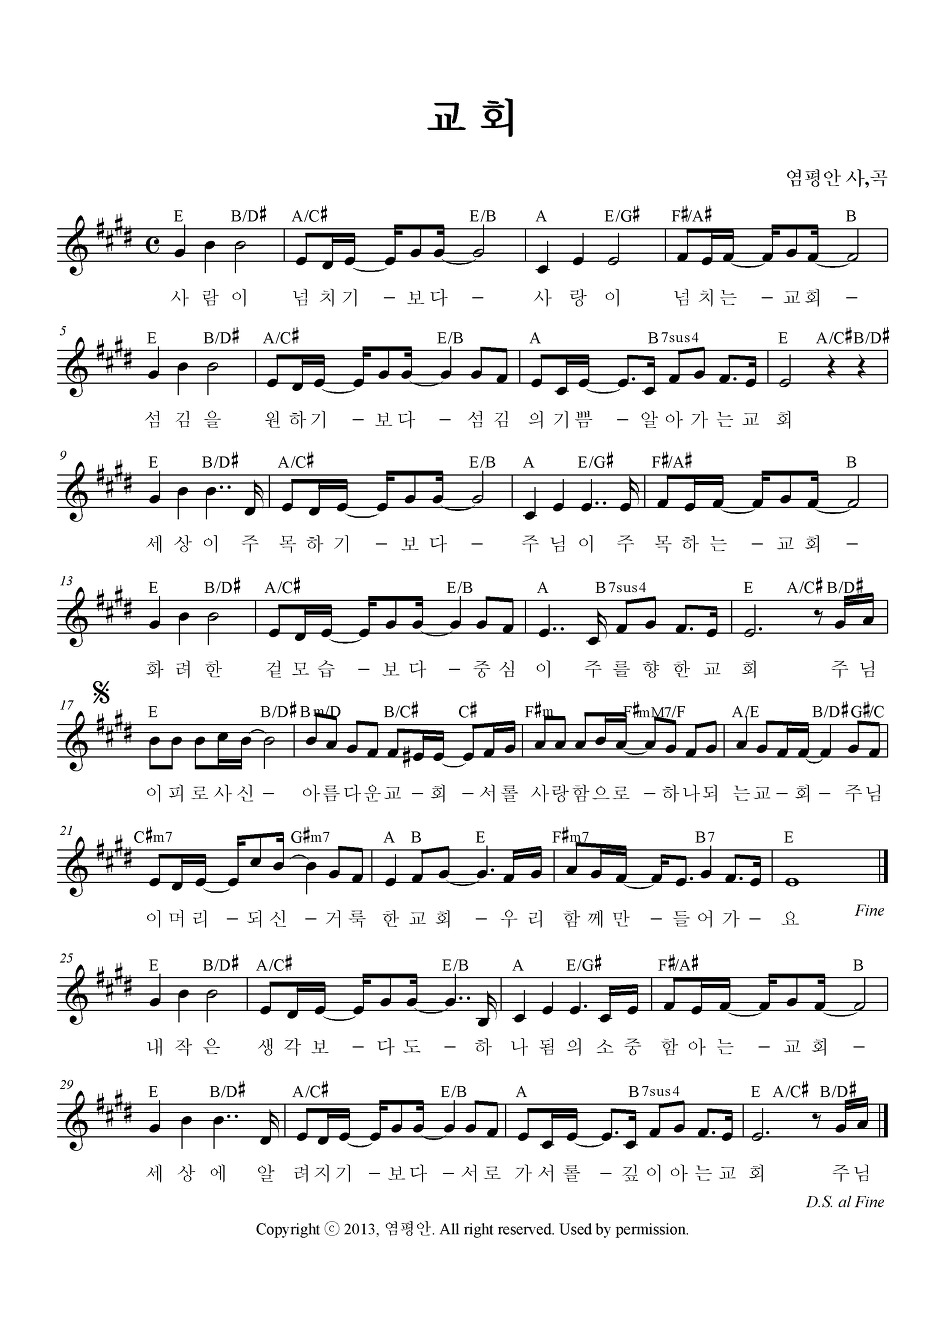 교 회
염평안 사,곡
E B/D# A/C# E/B A E/G# F#/A# B
사 람 이 넘 치 기 - 보 다 - 사 랑 이 넘 치 는 - 교 회 -
5
E B/D# A/C# E/B A B7sus4 E A/C# B/D#
섬 김 을 원 하 기 - 보 다 - 섬 김 의 기 쁨 - 알 아 가 는 교 회
9
E B/D# A/C# E/B A E/G# F#/A# B
세 상 이 주 목 하 기 - 보 다 - 주 님 이 주 목 하 는 - 교 회 -
13
E B/D# A/C# E/B A B7sus4 E A/C# B/D#
화 려 한 겉 모 습 - 보 다 - 중 심 이 주 를 향 한 교 회 주 님
17
E B/D# Bm/D B/C# C# F#m F#mM7/F A/E B/D# G#/C
이 피 로 사 신 - 아 름 다 운 교 - 회 - 서 롤 사 랑 함 으 로 - 하 나 되 는 교 - 회 - 주 님
21
C#m7 G#m7 A B E F#m7 B7 E
이 머 리 - 되 신 - 거 룩 한 교 회 - 우 리 함 께 만 - 들 어 가 - 요
Fine
25
E B/D# A/C# E/B A E/G# F#/A# B
내 작 은 생 각 보 - 다 도 - 하 나 됨 의 소 중 함 아 는 - 교 회 -
29
E B/D# A/C# E/B A B7sus4 E A/C# B/D#
세 상 에 알 려 지 기 - 보 다 - 서 로 가 서 롤 - 깊 이 아 는 교 회 주 님
D.S. al Fine
Copyright ⓒ 2013, 염평안. All right reserved. Used by permission.